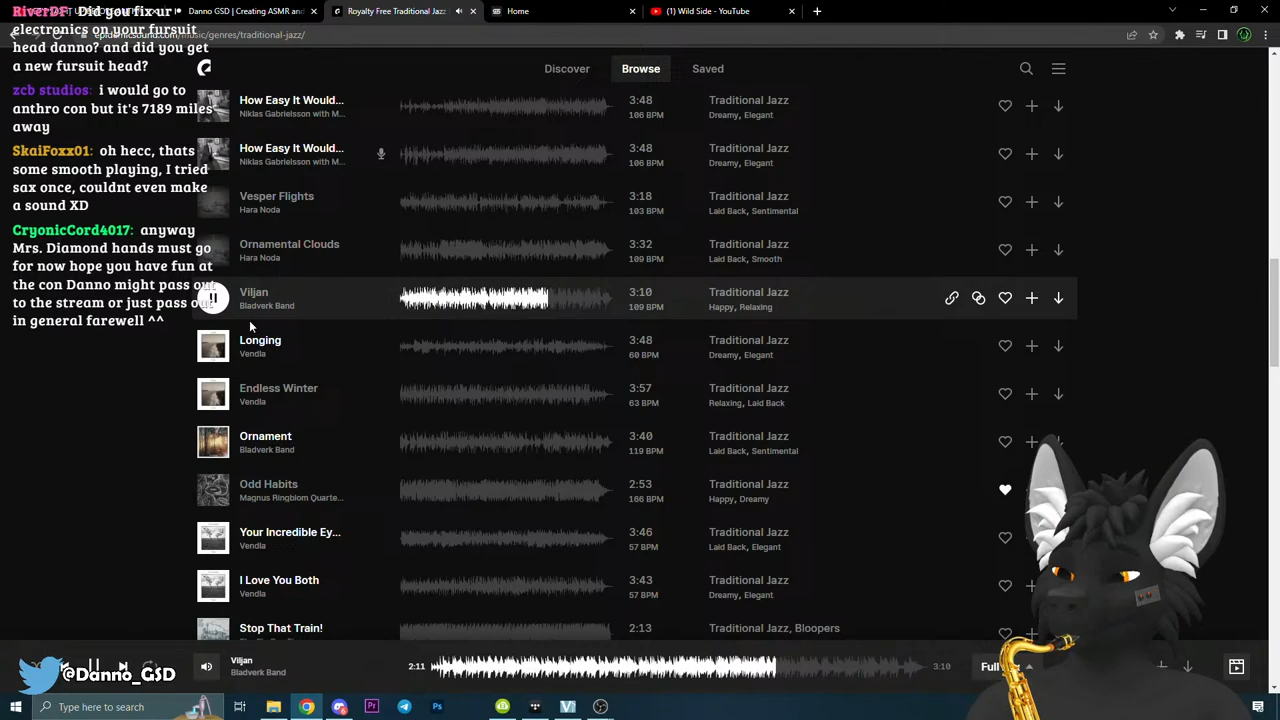 Danno GSD | Creating ASMR and
Royalty Free Traditional Jazz
Home
(1) Wild Side - YouTube
epidemicsound.com/music/genres/traditional-jazz/
RiverDF: Did you fix ur
electronics on your fursuit
head danno? and did you get
a new fursuit head?
zcb studios: i would go to
anthro con but it's 7189 miles
away
SkaiFoxx01: oh hecc, thats
some smooth playing, I tried
sax once, couldnt even make
a sound XD
CryonicCord4017: anyway
Mrs. Diamond hands must go
for now hope you have fun at
the con Danno might pass out
to the stream or just pass out
in general farewell ^^
Discover
Browse
Saved
How Easy It Would...
Niklas Gabrielsson with M...
3:48
106 BPM
Traditional Jazz
Dreamy, Elegant
How Easy It Would...
Niklas Gabrielsson with M...
3:48
106 BPM
Traditional Jazz
Dreamy, Elegant
Vesper Flights
Hara Noda
3:18
103 BPM
Traditional Jazz
Laid Back, Sentimental
Ornamental Clouds
Hara Noda
3:32
109 BPM
Traditional Jazz
Laid Back, Smooth
Viljan
Bladverk Band
3:10
109 BPM
Traditional Jazz
Happy, Relaxing
Longing
Vendla
3:48
60 BPM
Traditional Jazz
Dreamy, Elegant
Endless Winter
Vendla
3:57
63 BPM
Traditional Jazz
Relaxing, Laid Back
Ornament
Bladverk Band
3:40
119 BPM
Traditional Jazz
Laid Back, Sentimental
Odd Habits
Magnus Ringblom Quarte...
2:53
166 BPM
Traditional Jazz
Happy, Dreamy
Your Incredible Ey...
Vendla
3:46
57 BPM
Traditional Jazz
Laid Back, Elegant
I Love You Both
Vendla
3:43
57 BPM
Traditional Jazz
Dreamy, Elegant
Stop That Train!
2:13
Traditional Jazz, Bloopers
@Danno_GSD
Viljan
Bladverk Band
2:11
3:10
Full
Type here to search